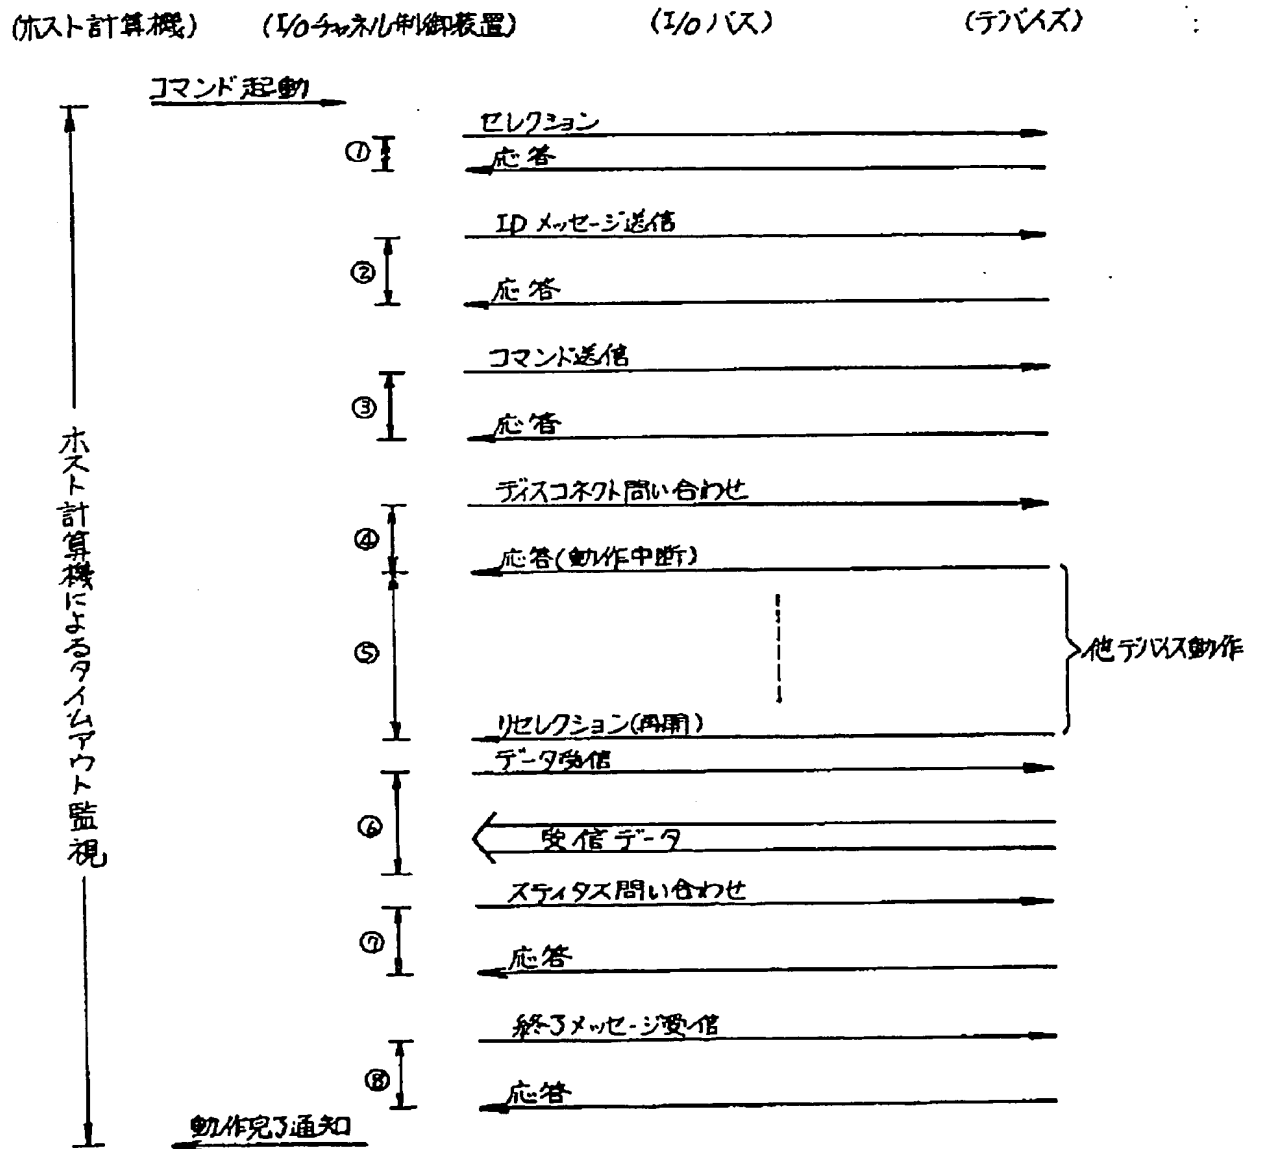 (ホスト計算機) (I/Oチャネル制御装置) (I/Oバス) (デバイス)
コマンド起動
セレクション
① 応答
IDメッセージ送信
② 応答
コマンド送信
③ 応答
ディスコネクト問い合わせ
④ 応答(動作中断)
⑤
他デバイス動作
リセレクション(再開)
データ受信
⑥ 受信データ
ステイタス問い合わせ
⑦ 応答
終了メッセージ受信
⑧ 応答
動作完了通知
ホスト計算機によるタイムアウト監視